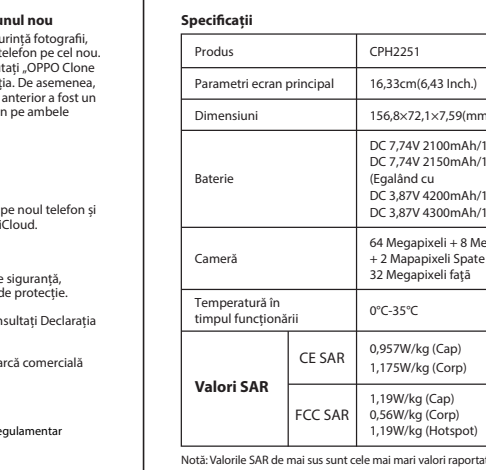 unul nou
urință fotografii,
telefon pe cel nou.
tați „OPPO Clone
ția. De asemenea,
anterior a fost un
n pe ambele
pe noul telefon și
iCloud.
e siguranță,
de protecție.
nsultați Declarația
arcă comercială
egulamentar
Specificații
Produs CPH2251
Parametri ecran principal 16,33cm(6,43 Inch.)
Dimensiuni 156,8×72,1×7,59(mm
Baterie
DC 7,74V 2100mAh/1
DC 7,74V 2150mAh/1
(Egalând cu
DC 3,87V 4200mAh/1
DC 3,87V 4300mAh/1
Cameră
64 Megapixeli + 8 Me
+ 2 Mapapixeli Spate
32 Megapixeli față
Temperatură în
timpul funcționării
0°C-35°C
Valori SAR
CE SAR
0,957W/kg (Cap)
1,175W/kg (Corp)
FCC SAR
1,19W/kg (Cap)
0,56W/kg (Corp)
1,19W/kg (Hotspot)
Notă: Valorile SAR de mai sus sunt cele mai mari valori raportat